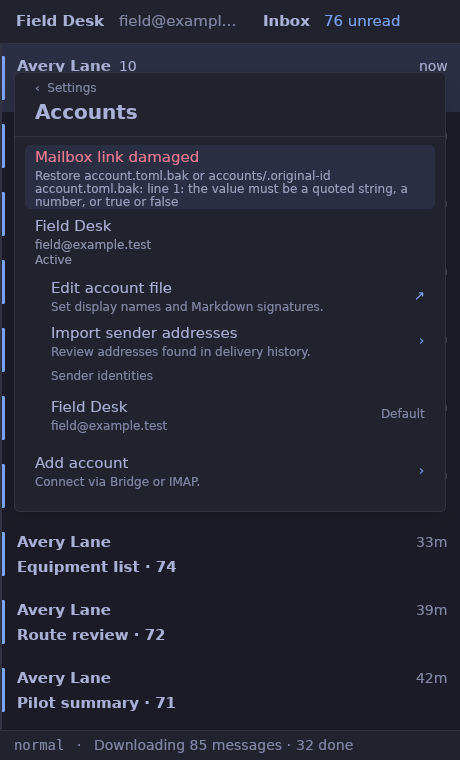 Field Desk field@exampl… Inbox 76 unread
Avery Lane 10 now
‹ Settings
Accounts
Mailbox link damaged
Restore account.toml.bak or accounts/.original-id
account.toml.bak: line 1: the value must be a quoted string, a
number, or true or false
Field Desk
field@example.test
Active
Edit account file ↗
Set display names and Markdown signatures.
Import sender addresses ›
Review addresses found in delivery history.
Sender identities
Field Desk Default
field@example.test
Add account ›
Connect via Bridge or IMAP.
Avery Lane 33m
Equipment list · 74
Avery Lane 39m
Route review · 72
Avery Lane 42m
Pilot summary · 71
normal · Downloading 85 messages · 32 done